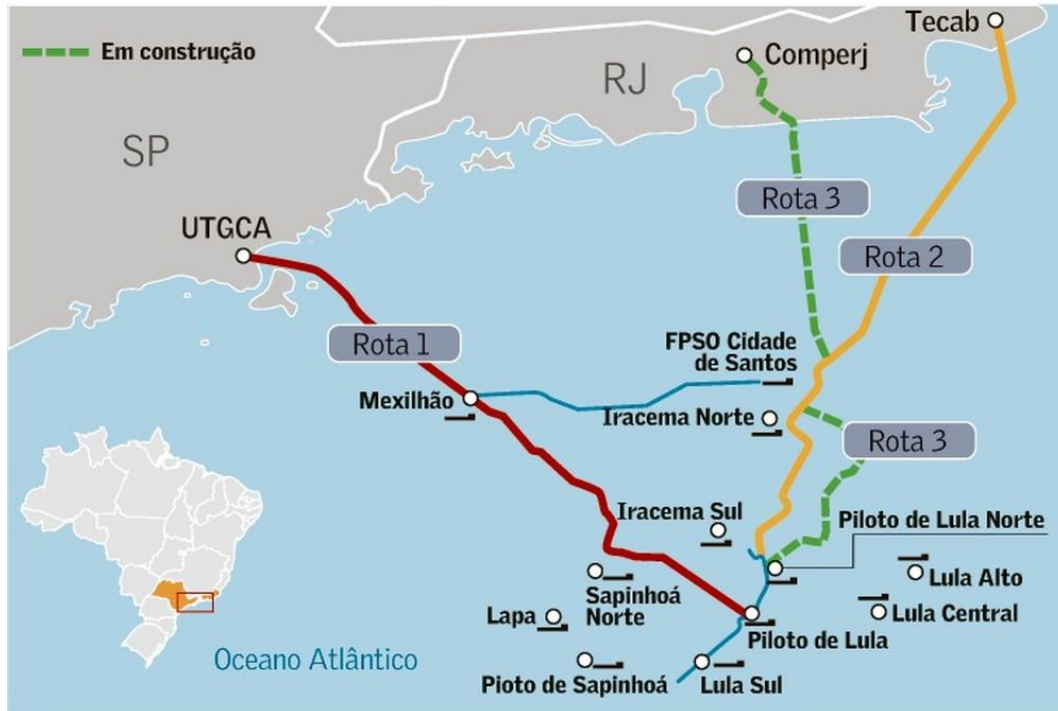 Em construção
Tecab
Comperj
RJ
SP
Rota 3
UTGCA
Rota 2
Rota 1
FPSO Cidade
de Santos
Mexilhão
Iracema Norte
Rota 3
Iracema Sul
Piloto de Lula Norte
Sapinhoá
Norte
Lula Alto
Lapa
Lula Central
Piloto de Lula
Oceano Atlântico
Pioto de Sapinhoá
Lula Sul